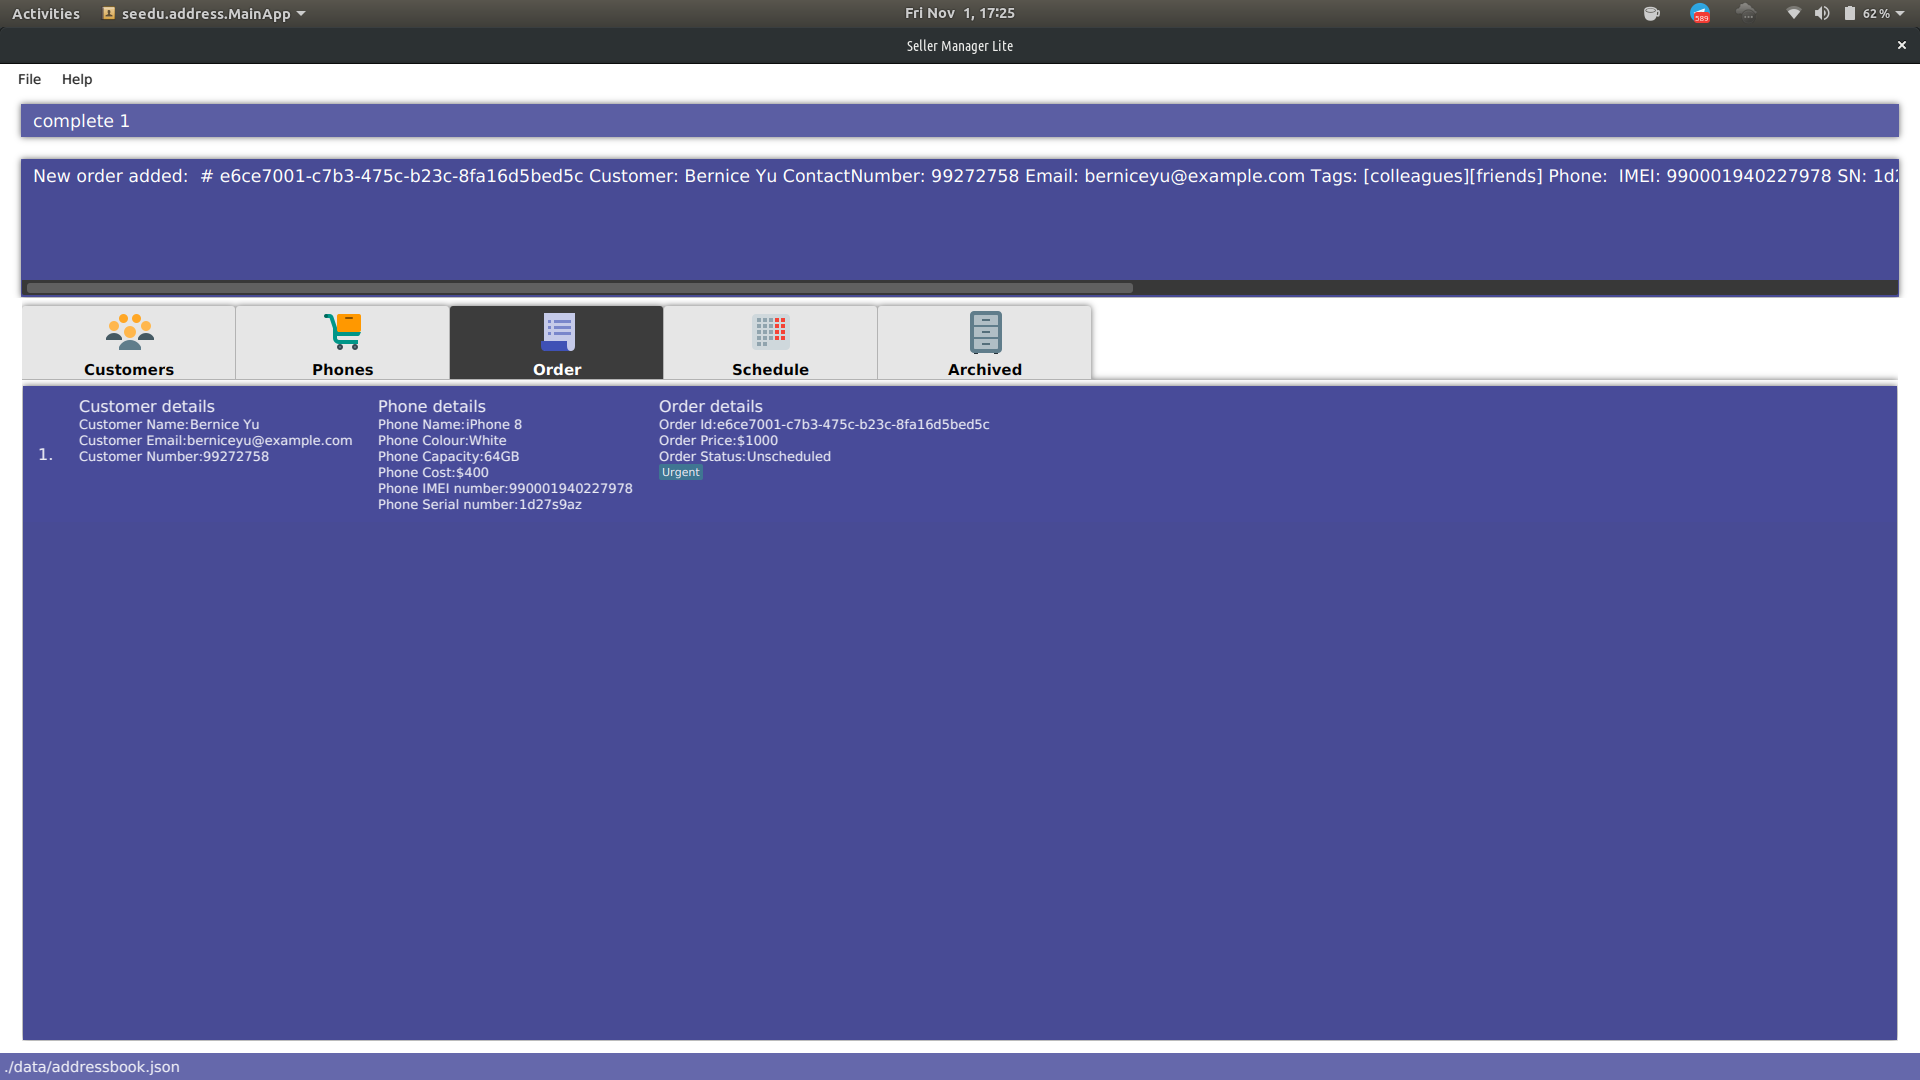 Activities seedu.address.MainApp Fri Nov 1, 17:25 589 62 %
Seller Manager Lite
File Help
complete 1
New order added: # e6ce7001-c7b3-475c-b23c-8fa16d5bed5c Customer: Bernice Yu ContactNumber: 99272758 Email: berniceyu@example.com Tags: [colleagues][friends] Phone: IMEI: 990001940227978 SN: 1d2
Customers Phones Order Schedule Archived
1.
Customer details
Customer Name:Bernice Yu
Customer Email:berniceyu@example.com
Customer Number:99272758
Phone details
Phone Name:iPhone 8
Phone Colour:White
Phone Capacity:64GB
Phone Cost:$400
Phone IMEI number:990001940227978
Phone Serial number:1d27s9az
Order details
Order Id:e6ce7001-c7b3-475c-b23c-8fa16d5bed5c
Order Price:$1000
Order Status:Unscheduled
Urgent
./data/addressbook.json